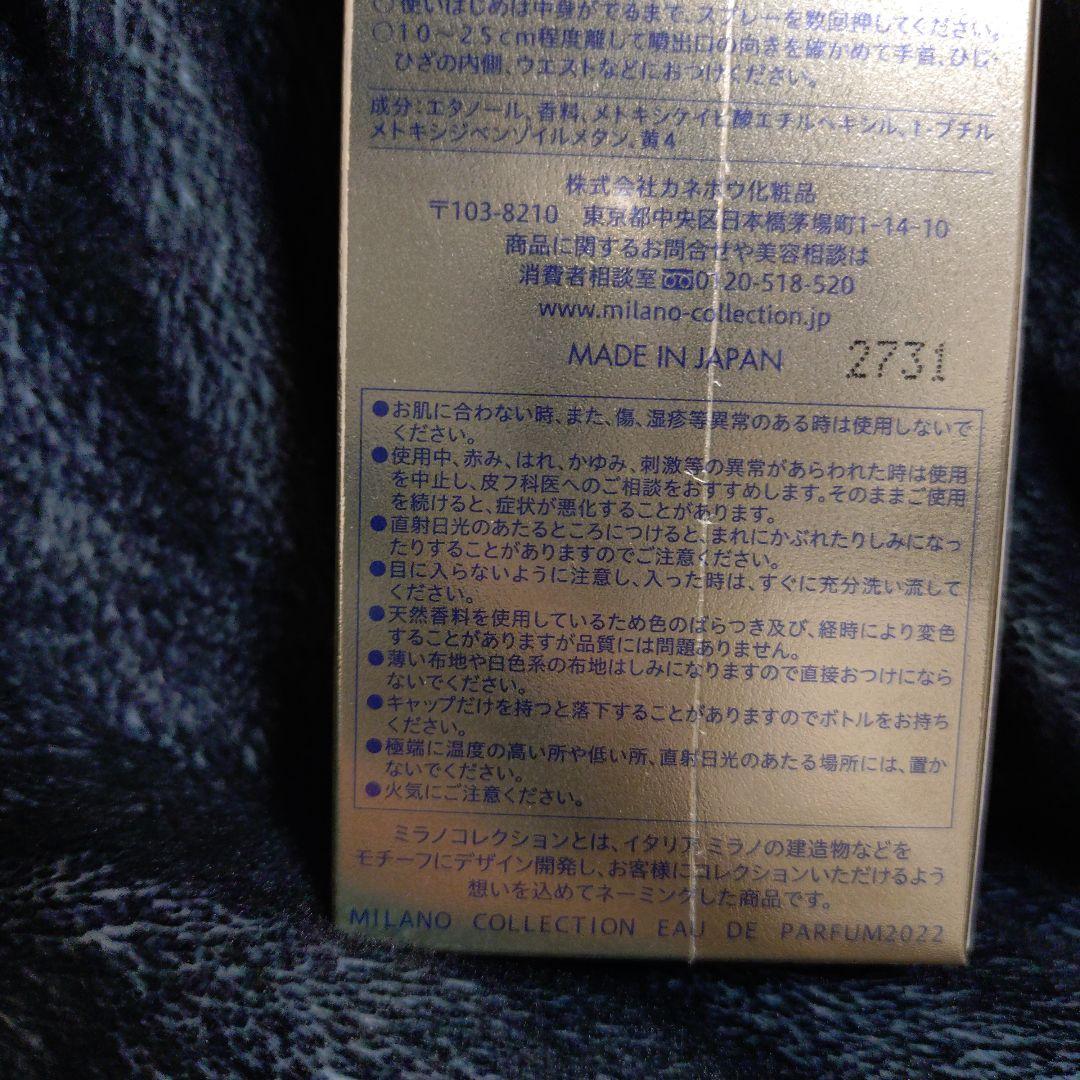 ○使いはじめは中身がでるまで、スプレーを数回押してください。
○10～25cm程度離して噴出口の向きを確かめて手首、ひじ・
ひざの内側、ウエストなどにおつけください。
成分：エタノール、香料、メトキシケイヒ酸エチルヘキシル、t-ブチル
メトキシジベンゾイルメタン、黄4
株式会社カネボウ化粧品
〒103-8210 東京都中央区日本橋茅場町1-14-10
商品に関するお問合せや美容相談は
消費者相談室 0120-518-520
www.milano-collection.jp
MADE IN JAPAN 2731
●お肌に合わない時、また、傷、湿疹等異常のある時は使用しないで
ください。
●使用中、赤み、はれ、かゆみ、刺激等の異常があらわれた時は使用
を中止し、皮フ科医へのご相談をおすすめします。そのままご使用
を続けると、症状が悪化することがあります。
●直射日光のあたるところにつけると、まれにかぶれたりしみになっ
たりすることがありますのでご注意ください。
●目に入らないように注意し、入った時は、すぐに充分洗い流して
ください。
●天然香料を使用しているため色のばらつき及び、経時により変色
することがありますが品質には問題ありません。
●薄い布地や白色系の布地はしみになりますので直接おつけになら
ないでください。
●キャップだけを持つと落下することがありますのでボトルをお持ち
ください。
●極端に温度の高い所や低い所、直射日光のあたる場所には、置か
ないでください。
●火気にご注意ください。
ミラノコレクションとは、イタリア ミラノの建造物などを
モチーフにデザイン開発し、お客様にコレクションいただけるよう
想いを込めてネーミングした商品です。
MILANO COLLECTION EAU DE PARFUM2022